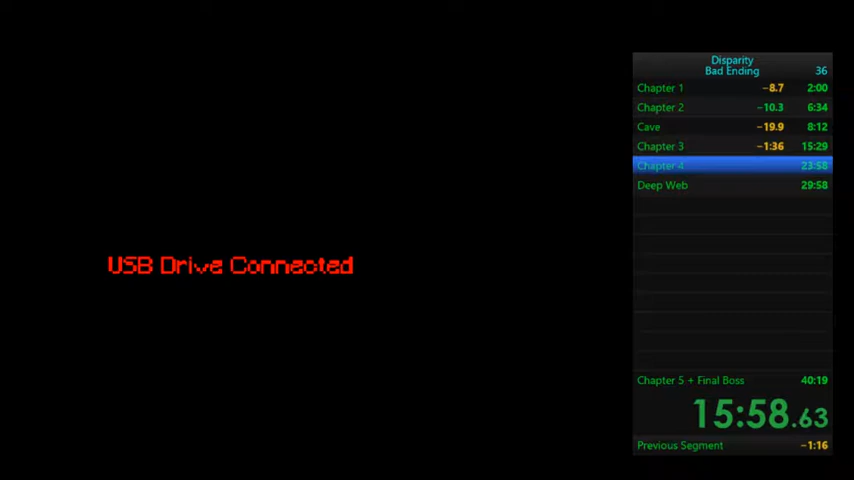 Disparity
Bad Ending 36
Chapter 1 -8.7 2:00
Chapter 2 -10.3 6:34
Cave -19.9 8:12
Chapter 3 -1:36 15:29
Chapter 4 23:58
Deep Web 29:58
USB Drive Connected
Chapter 5 + Final Boss 40:19
15:58.63
Previous Segment -1:16